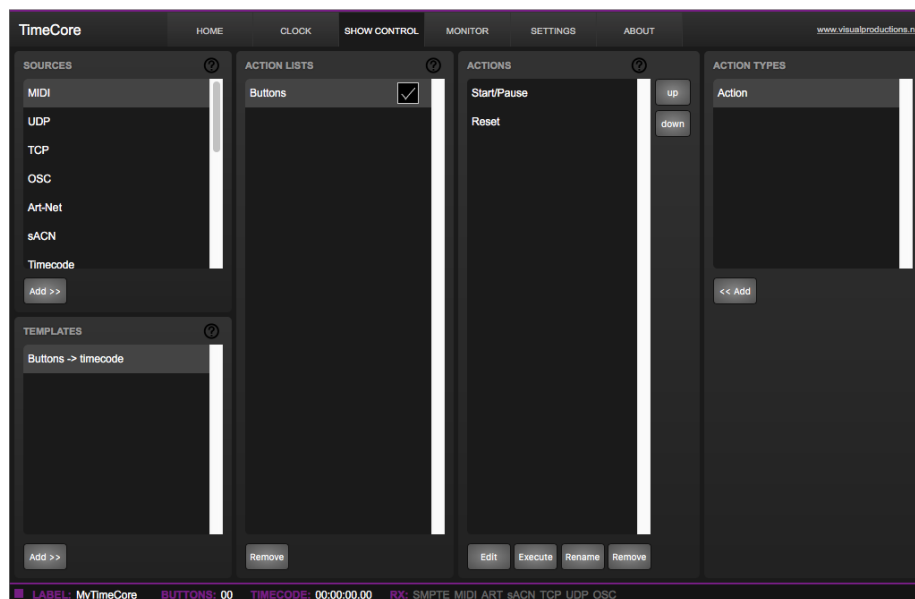 TimeCore
HOME
CLOCK
SHOW CONTROL
MONITOR
SETTINGS
ABOUT
www.visualproductions.n
SOURCES
MIDI
UDP
TCP
OSC
Art-Net
sACN
Timecode
Add >>
TEMPLATES
Buttons -> timecode
Add >>
ACTION LISTS
Buttons
Remove
ACTIONS
Start/Pause
Reset
up
down
Edit
Execute
Rename
Remove
ACTION TYPES
Action
<< Add
LABEL: MyTimeCore BUTTONS: 00 TIMECODE: 00:00:00.00 RX: SMPTE MIDI ART sACN TCP UDP OSC